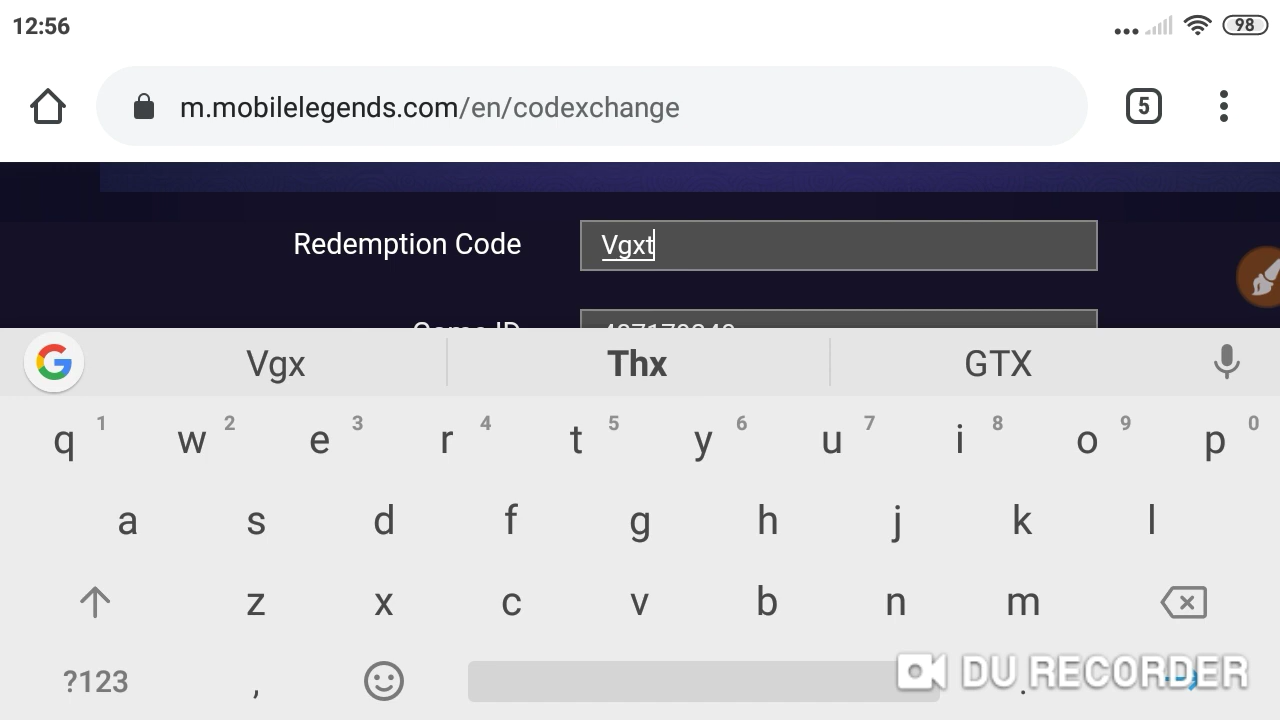 12:56
98
m.mobilelegends.com/en/codexchange
5
Redemption Code
Vgxt
Game ID
Vgx
Thx
GTX
q 1 w 2 e 3 r 4 t 5 y 6 u 7 i 8 o 9 p 0
a s d f g h j k l
z x c v b n m
?123 , .
DU RECORDER